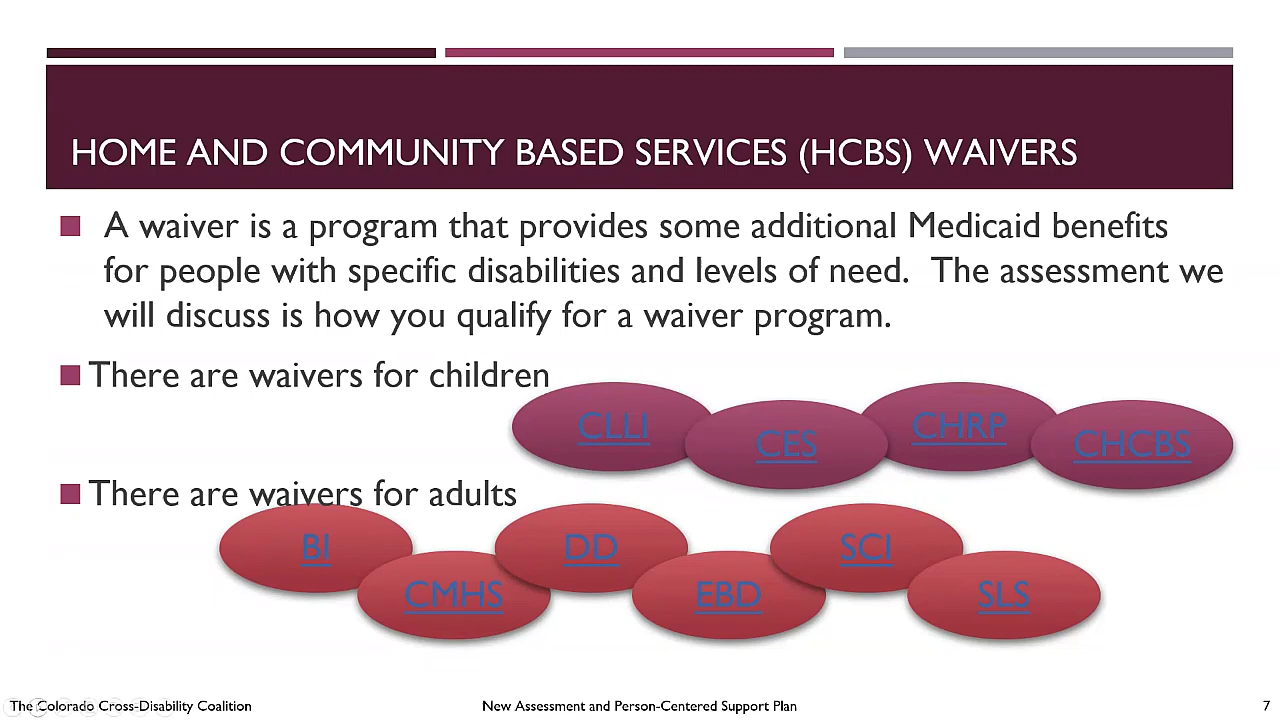 HOME AND COMMUNITY BASED SERVICES (HCBS) WAIVERS
A waiver is a program that provides some additional Medicaid benefits
for people with specific disabilities and levels of need. The assessment we
will discuss is how you qualify for a waiver program.
There are waivers for children
CLLI
CES
CHRP
CHCBS
There are waivers for adults
BI
CMHS
DD
EBD
SCI
SLS
The Colorado Cross-Disability Coalition
New Assessment and Person-Centered Support Plan
7